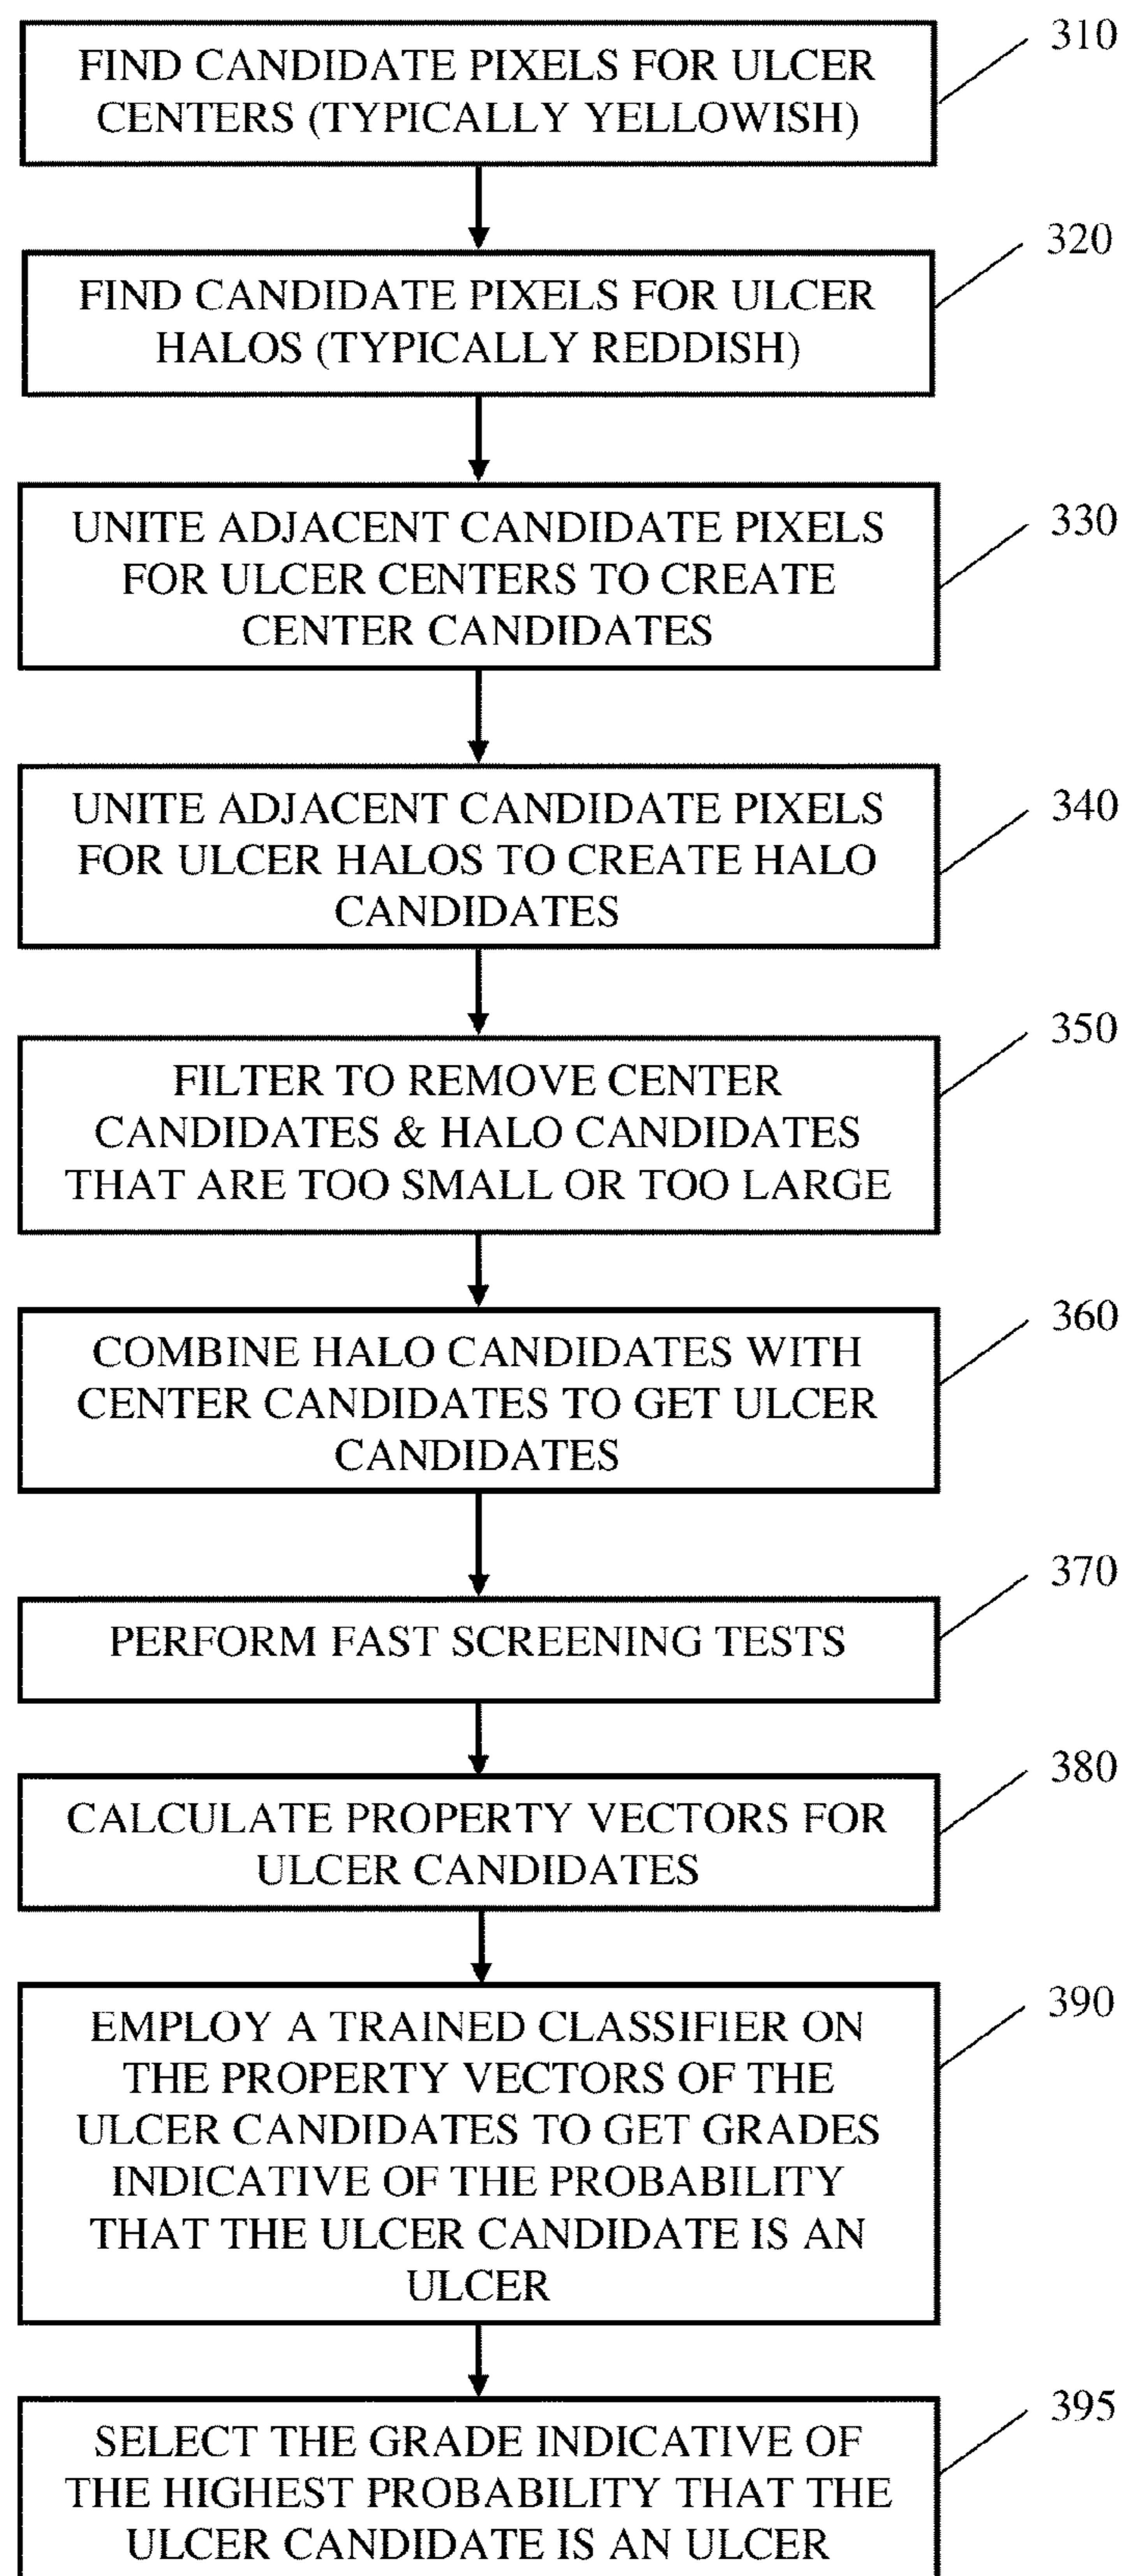 310
FIND CANDIDATE PIXELS FOR ULCER
CENTERS (TYPICALLY YELLOWISH)
320
FIND CANDIDATE PIXELS FOR ULCER
HALOS (TYPICALLY REDDISH)
330
UNITE ADJACENT CANDIDATE PIXELS
FOR ULCER CENTERS TO CREATE
CENTER CANDIDATES
340
UNITE ADJACENT CANDIDATE PIXELS
FOR ULCER HALOS TO CREATE HALO
CANDIDATES
350
FILTER TO REMOVE CENTER
CANDIDATES & HALO CANDIDATES
THAT ARE TOO SMALL OR TOO LARGE
360
COMBINE HALO CANDIDATES WITH
CENTER CANDIDATES TO GET ULCER
CANDIDATES
370
PERFORM FAST SCREENING TESTS
380
CALCULATE PROPERTY VECTORS FOR
ULCER CANDIDATES
390
EMPLOY A TRAINED CLASSIFIER ON
THE PROPERTY VECTORS OF THE
ULCER CANDIDATES TO GET GRADES
INDICATIVE OF THE PROBABILITY
THAT THE ULCER CANDIDATE IS AN
ULCER
395
SELECT THE GRADE INDICATIVE OF
THE HIGHEST PROBABILITY THAT THE
ULCER CANDIDATE IS AN ULCER